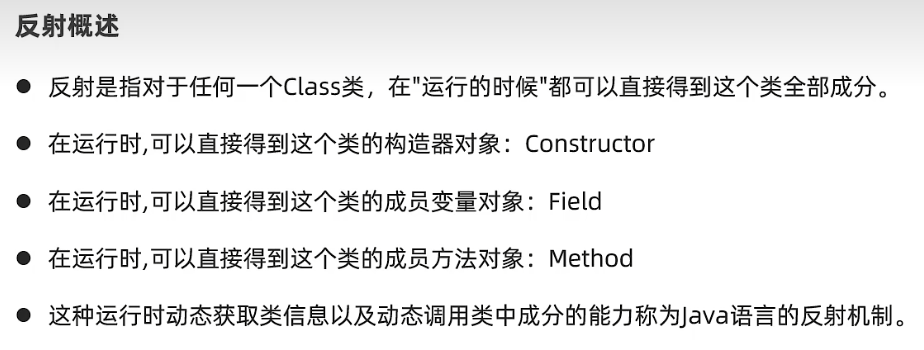 反射概述
● 反射是指对于任何一个Class类，在"运行的时候"都可以直接得到这个类全部成分。
● 在运行时,可以直接得到这个类的构造器对象：Constructor
● 在运行时,可以直接得到这个类的成员变量对象：Field
● 在运行时,可以直接得到这个类的成员方法对象：Method
● 这种运行时动态获取类信息以及动态调用类中成分的能力称为Java语言的反射机制。